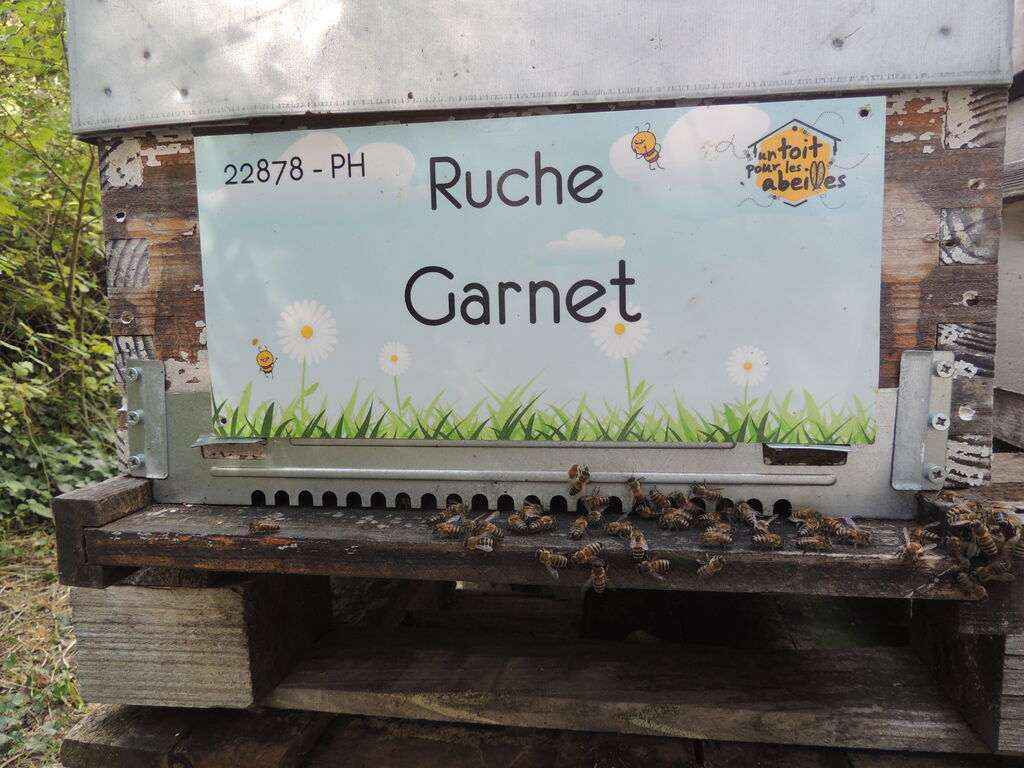 22878 - PH
Ruche
Garnet
un toit
pour les
abeilles